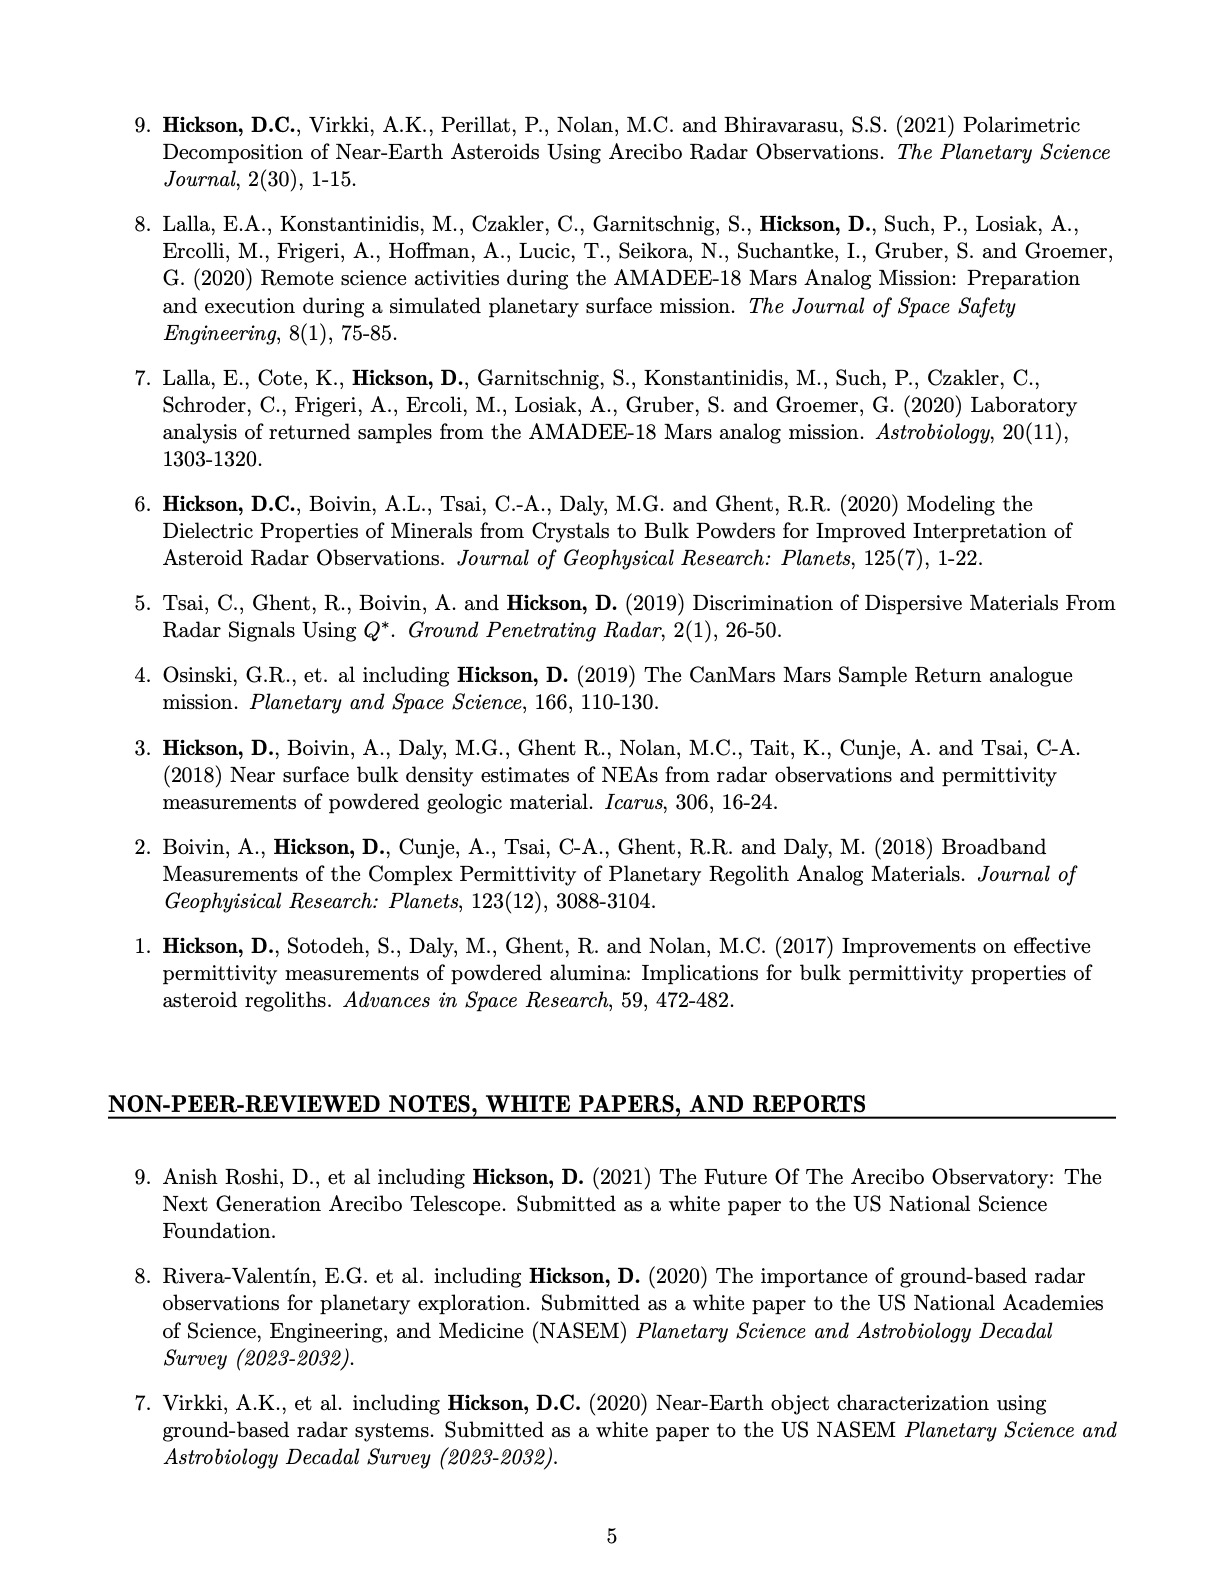 9. Hickson, D.C., Virkki, A.K., Perillat, P., Nolan, M.C. and Bhiravarasu, S.S. (2021) Polarimetric
Decomposition of Near-Earth Asteroids Using Arecibo Radar Observations. The Planetary Science
Journal, 2(30), 1-15.
8. Lalla, E.A., Konstantinidis, M., Czakler, C., Garnitschnig, S., Hickson, D., Such, P., Losiak, A.,
Ercolli, M., Frigeri, A., Hoffman, A., Lucic, T., Seikora, N., Suchantke, I., Gruber, S. and Groemer,
G. (2020) Remote science activities during the AMADEE-18 Mars Analog Mission: Preparation
and execution during a simulated planetary surface mission. The Journal of Space Safety
Engineering, 8(1), 75-85.
7. Lalla, E., Cote, K., Hickson, D., Garnitschnig, S., Konstantinidis, M., Such, P., Czakler, C.,
Schroder, C., Frigeri, A., Ercoli, M., Losiak, A., Gruber, S. and Groemer, G. (2020) Laboratory
analysis of returned samples from the AMADEE-18 Mars analog mission. Astrobiology, 20(11),
1303-1320.
6. Hickson, D.C., Boivin, A.L., Tsai, C.-A., Daly, M.G. and Ghent, R.R. (2020) Modeling the
Dielectric Properties of Minerals from Crystals to Bulk Powders for Improved Interpretation of
Asteroid Radar Observations. Journal of Geophysical Research: Planets, 125(7), 1-22.
5. Tsai, C., Ghent, R., Boivin, A. and Hickson, D. (2019) Discrimination of Dispersive Materials From
Radar Signals Using Q*. Ground Penetrating Radar, 2(1), 26-50.
4. Osinski, G.R., et. al including Hickson, D. (2019) The CanMars Mars Sample Return analogue
mission. Planetary and Space Science, 166, 110-130.
3. Hickson, D., Boivin, A., Daly, M.G., Ghent R., Nolan, M.C., Tait, K., Cunje, A. and Tsai, C-A.
(2018) Near surface bulk density estimates of NEAs from radar observations and permittivity
measurements of powdered geologic material. Icarus, 306, 16-24.
2. Boivin, A., Hickson, D., Cunje, A., Tsai, C-A., Ghent, R.R. and Daly, M. (2018) Broadband
Measurements of the Complex Permittivity of Planetary Regolith Analog Materials. Journal of
Geophyisical Research: Planets, 123(12), 3088-3104.
1. Hickson, D., Sotodeh, S., Daly, M., Ghent, R. and Nolan, M.C. (2017) Improvements on effective
permittivity measurements of powdered alumina: Implications for bulk permittivity properties of
asteroid regoliths. Advances in Space Research, 59, 472-482.
NON-PEER-REVIEWED NOTES, WHITE PAPERS, AND REPORTS
9. Anish Roshi, D., et al including Hickson, D. (2021) The Future Of The Arecibo Observatory: The
Next Generation Arecibo Telescope. Submitted as a white paper to the US National Science
Foundation.
8. Rivera-Valentín, E.G. et al. including Hickson, D. (2020) The importance of ground-based radar
observations for planetary exploration. Submitted as a white paper to the US National Academies
of Science, Engineering, and Medicine (NASEM) Planetary Science and Astrobiology Decadal
Survey (2023-2032).
7. Virkki, A.K., et al. including Hickson, D.C. (2020) Near-Earth object characterization using
ground-based radar systems. Submitted as a white paper to the US NASEM Planetary Science and
Astrobiology Decadal Survey (2023-2032).
5